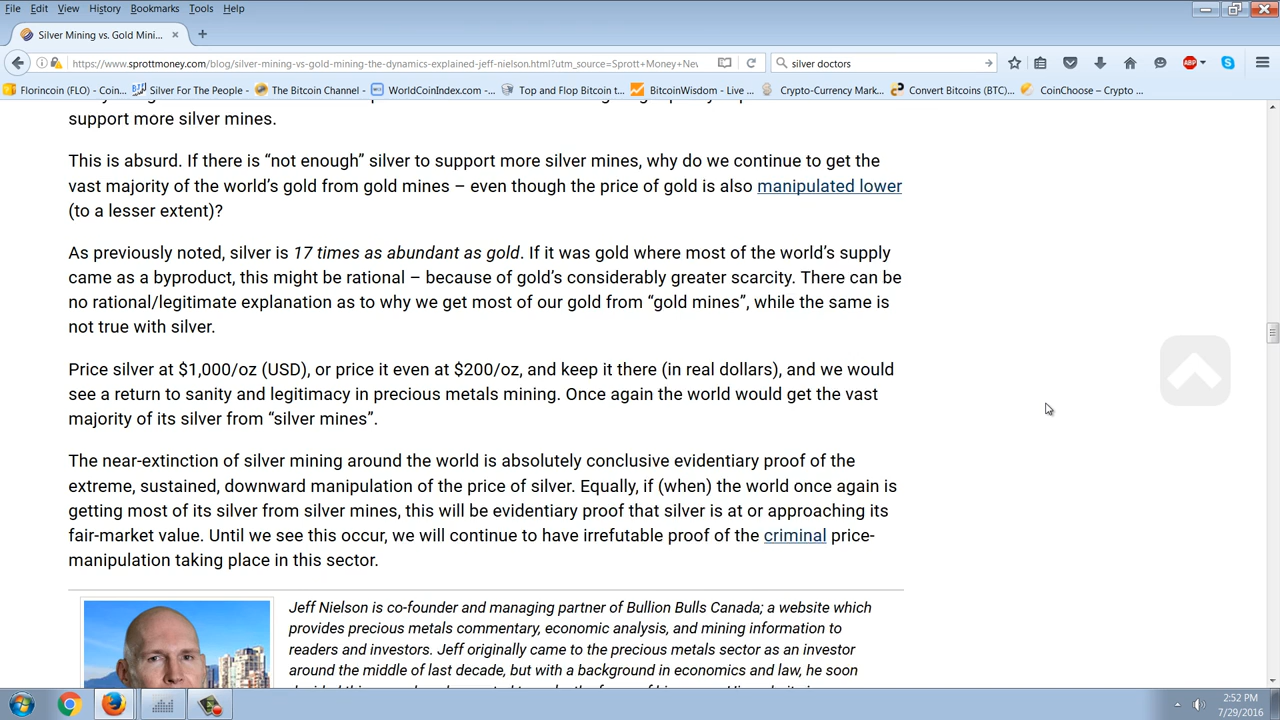 File Edit View History Bookmarks Tools Help
Silver Mining vs. Gold Mini... × +
https://www.sprottmoney.com/blog/silver-mining-vs-gold-mining-the-dynamics-explained-jeff-nielson.html?utm_source=Sprott+Money+Nev silver doctors
Florincoin (FLO) - Coin... Silver For The People - ... The Bitcoin Channel - ... WorldCoinIndex.com - ... Top and Flop Bitcoin t... BitcoinWisdom - Live ... Crypto-Currency Mark... Convert Bitcoins (BTC)... CoinChoose – Crypto ...
support more silver mines.
This is absurd. If there is “not enough” silver to support more silver mines, why do we continue to get the
vast majority of the world’s gold from gold mines – even though the price of gold is also manipulated lower
(to a lesser extent)?
As previously noted, silver is 17 times as abundant as gold. If it was gold where most of the world’s supply
came as a byproduct, this might be rational – because of gold’s considerably greater scarcity. There can be
no rational/legitimate explanation as to why we get most of our gold from “gold mines”, while the same is
not true with silver.
Price silver at $1,000/oz (USD), or price it even at $200/oz, and keep it there (in real dollars), and we would
see a return to sanity and legitimacy in precious metals mining. Once again the world would get the vast
majority of its silver from “silver mines”.
The near-extinction of silver mining around the world is absolutely conclusive evidentiary proof of the
extreme, sustained, downward manipulation of the price of silver. Equally, if (when) the world once again is
getting most of its silver from silver mines, this will be evidentiary proof that silver is at or approaching its
fair-market value. Until we see this occur, we will continue to have irrefutable proof of the criminal price-
manipulation taking place in this sector.
Jeff Nielson is co-founder and managing partner of Bullion Bulls Canada; a website which
provides precious metals commentary, economic analysis, and mining information to
readers and investors. Jeff originally came to the precious metals sector as an investor
around the middle of last decade, but with a background in economics and law, he soon
2:52 PM
7/29/2016